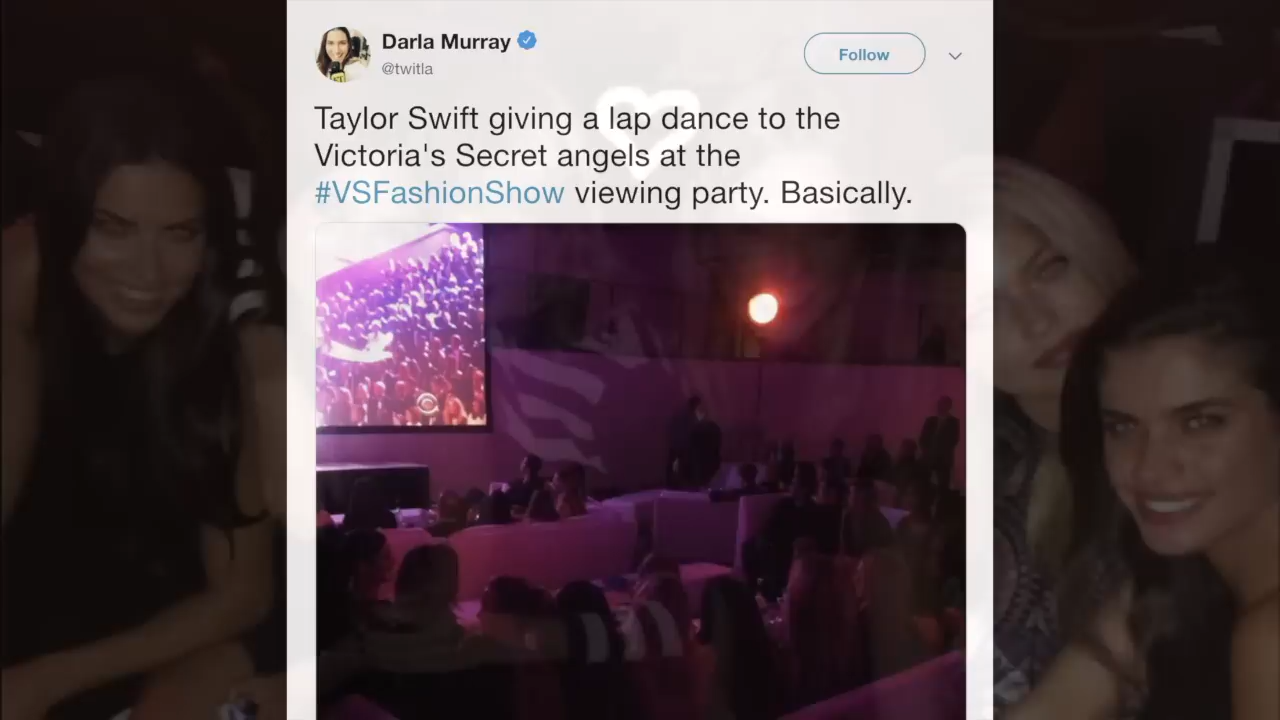 Darla Murray
@twitla
Follow
Taylor Swift giving a lap dance to the
Victoria's Secret angels at the
#VSFashionShow viewing party. Basically.